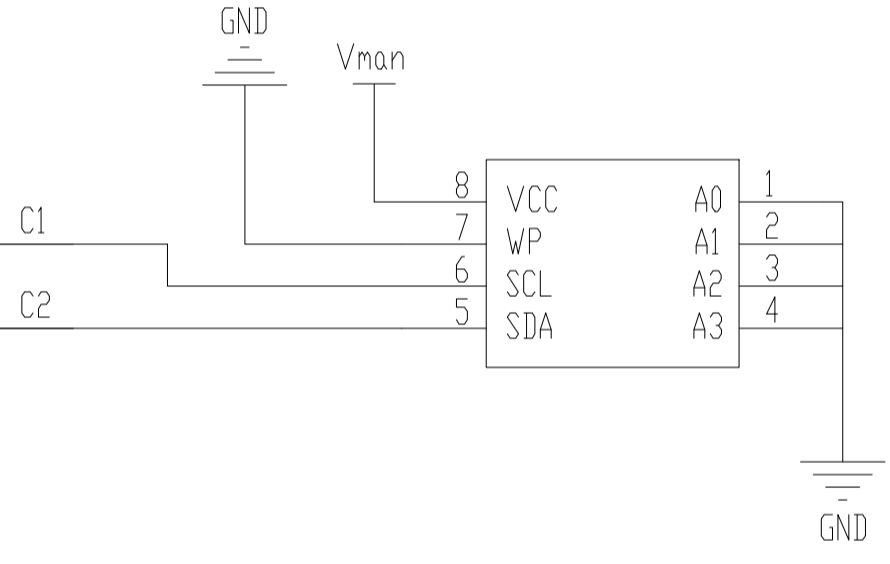 GND
Vman
8 VCC A0 1
C1 7 WP A1 2
6 SCL A2 3
C2 5 SDA A3 4
GND